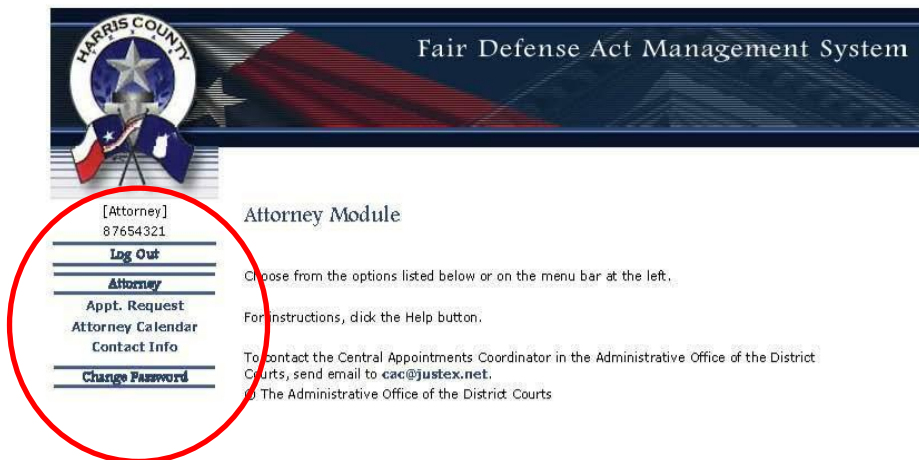 HARRIS COUNTY
TEXAS
Fair Defense Act Management System
[Attorney]
87654321
Log Out
Attorney
Appt. Request
Attorney Calendar
Contact Info
Change Password
Attorney Module
Choose from the options listed below or on the menu bar at the left.
For instructions, click the Help button.
To contact the Central Appointments Coordinator in the Administrative Office of the District
Courts, send email to cac@justex.net.
© The Administrative Office of the District Courts